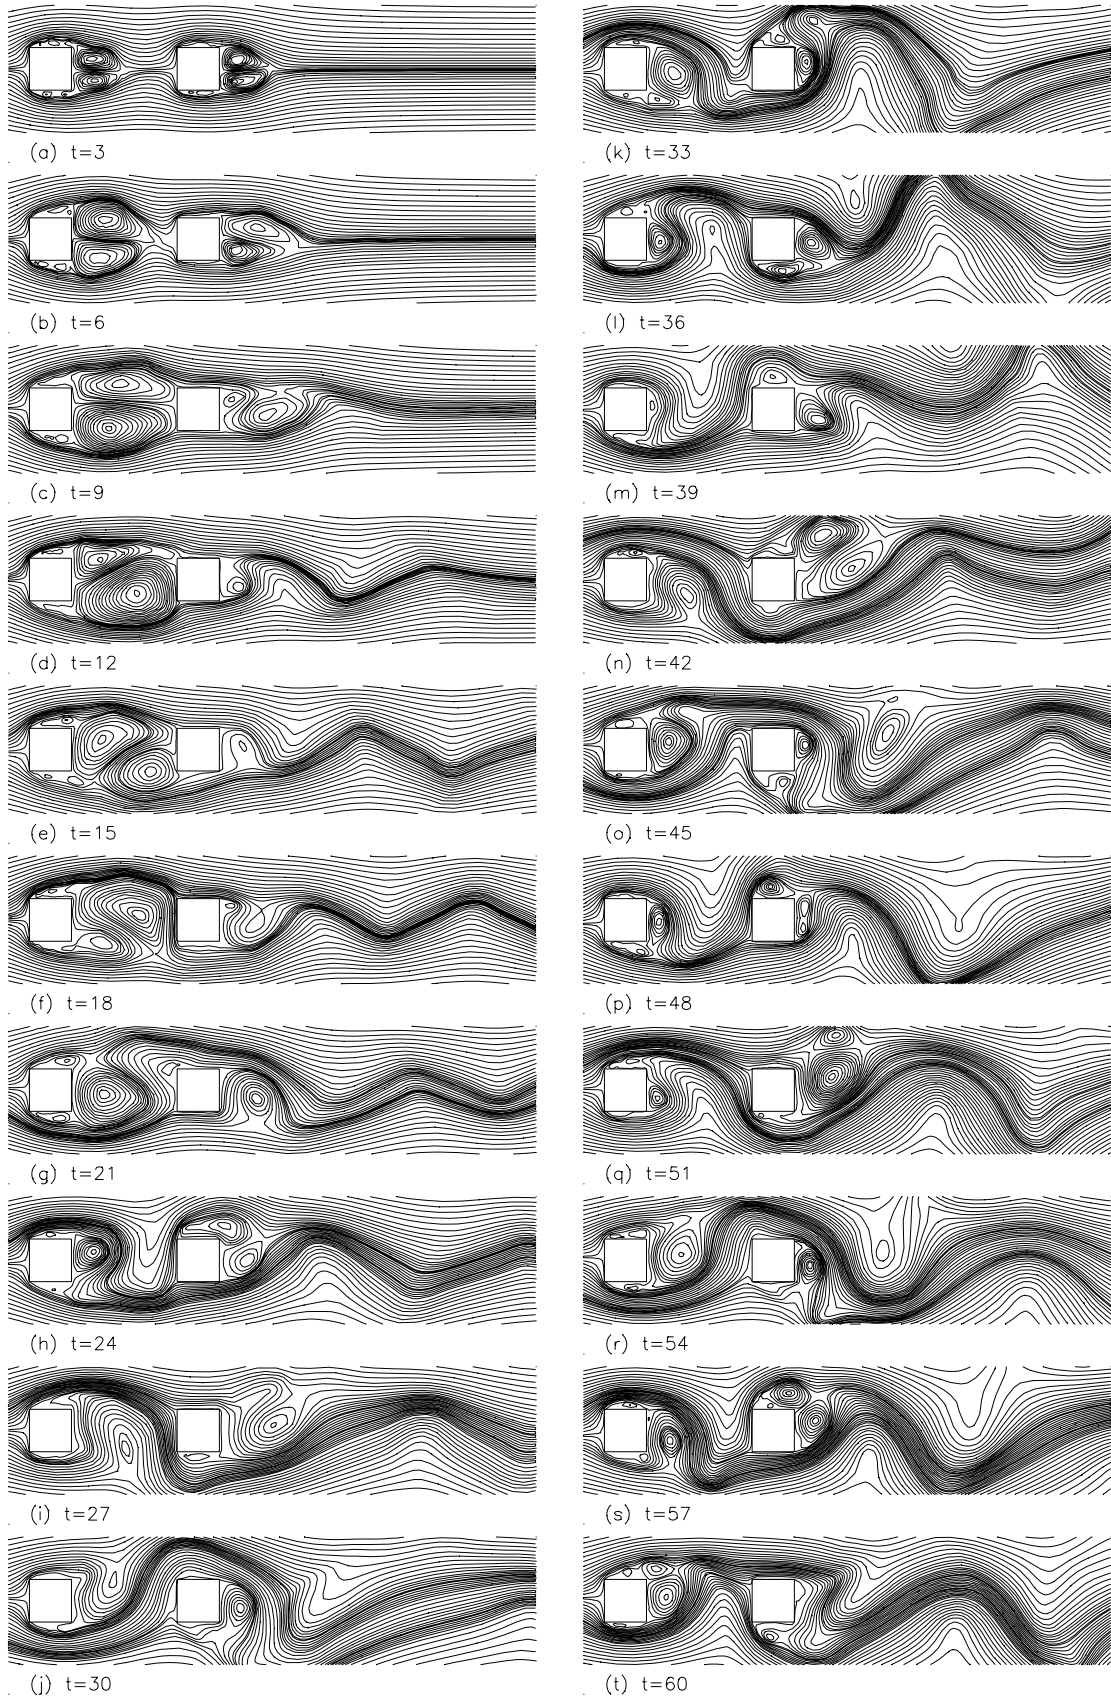 (a) t=3
(b) t=6
(c) t=9
(d) t=12
(e) t=15
(f) t=18
(g) t=21
(h) t=24
(i) t=27
(j) t=30
(k) t=33
(l) t=36
(m) t=39
(n) t=42
(o) t=45
(p) t=48
(q) t=51
(r) t=54
(s) t=57
(t) t=60